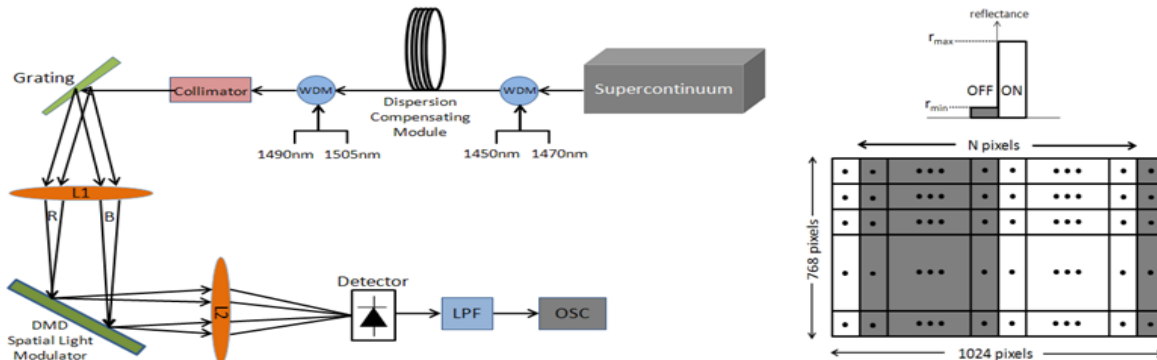 Grating
Collimator
WDM
Dispersion
Compensating
Module
WDM
Supercontinuum
1490nm
1505nm
1450nm
1470nm
L1
R
B
DMD
Spatial Light
Modulator
L2
Detector
LPF
OSC
reflectance
rmax
OFF
ON
rmin
N pixels
768 pixels
1024 pixels